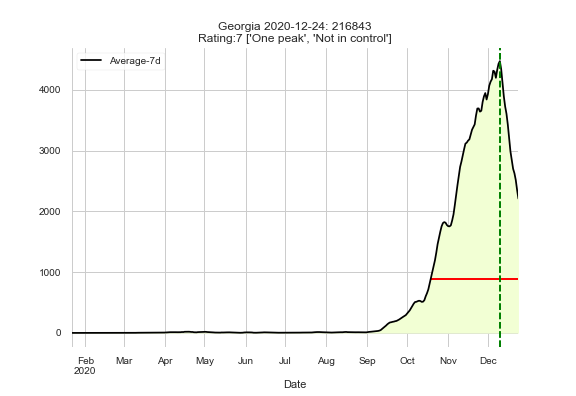 Georgia 2020-12-24: 216843
Rating:7 ['One peak', 'Not in control']
Average-7d
4000
3000
2000
1000
0
Feb Mar Apr May Jun Jul Aug Sep Oct Nov Dec
2020
Date